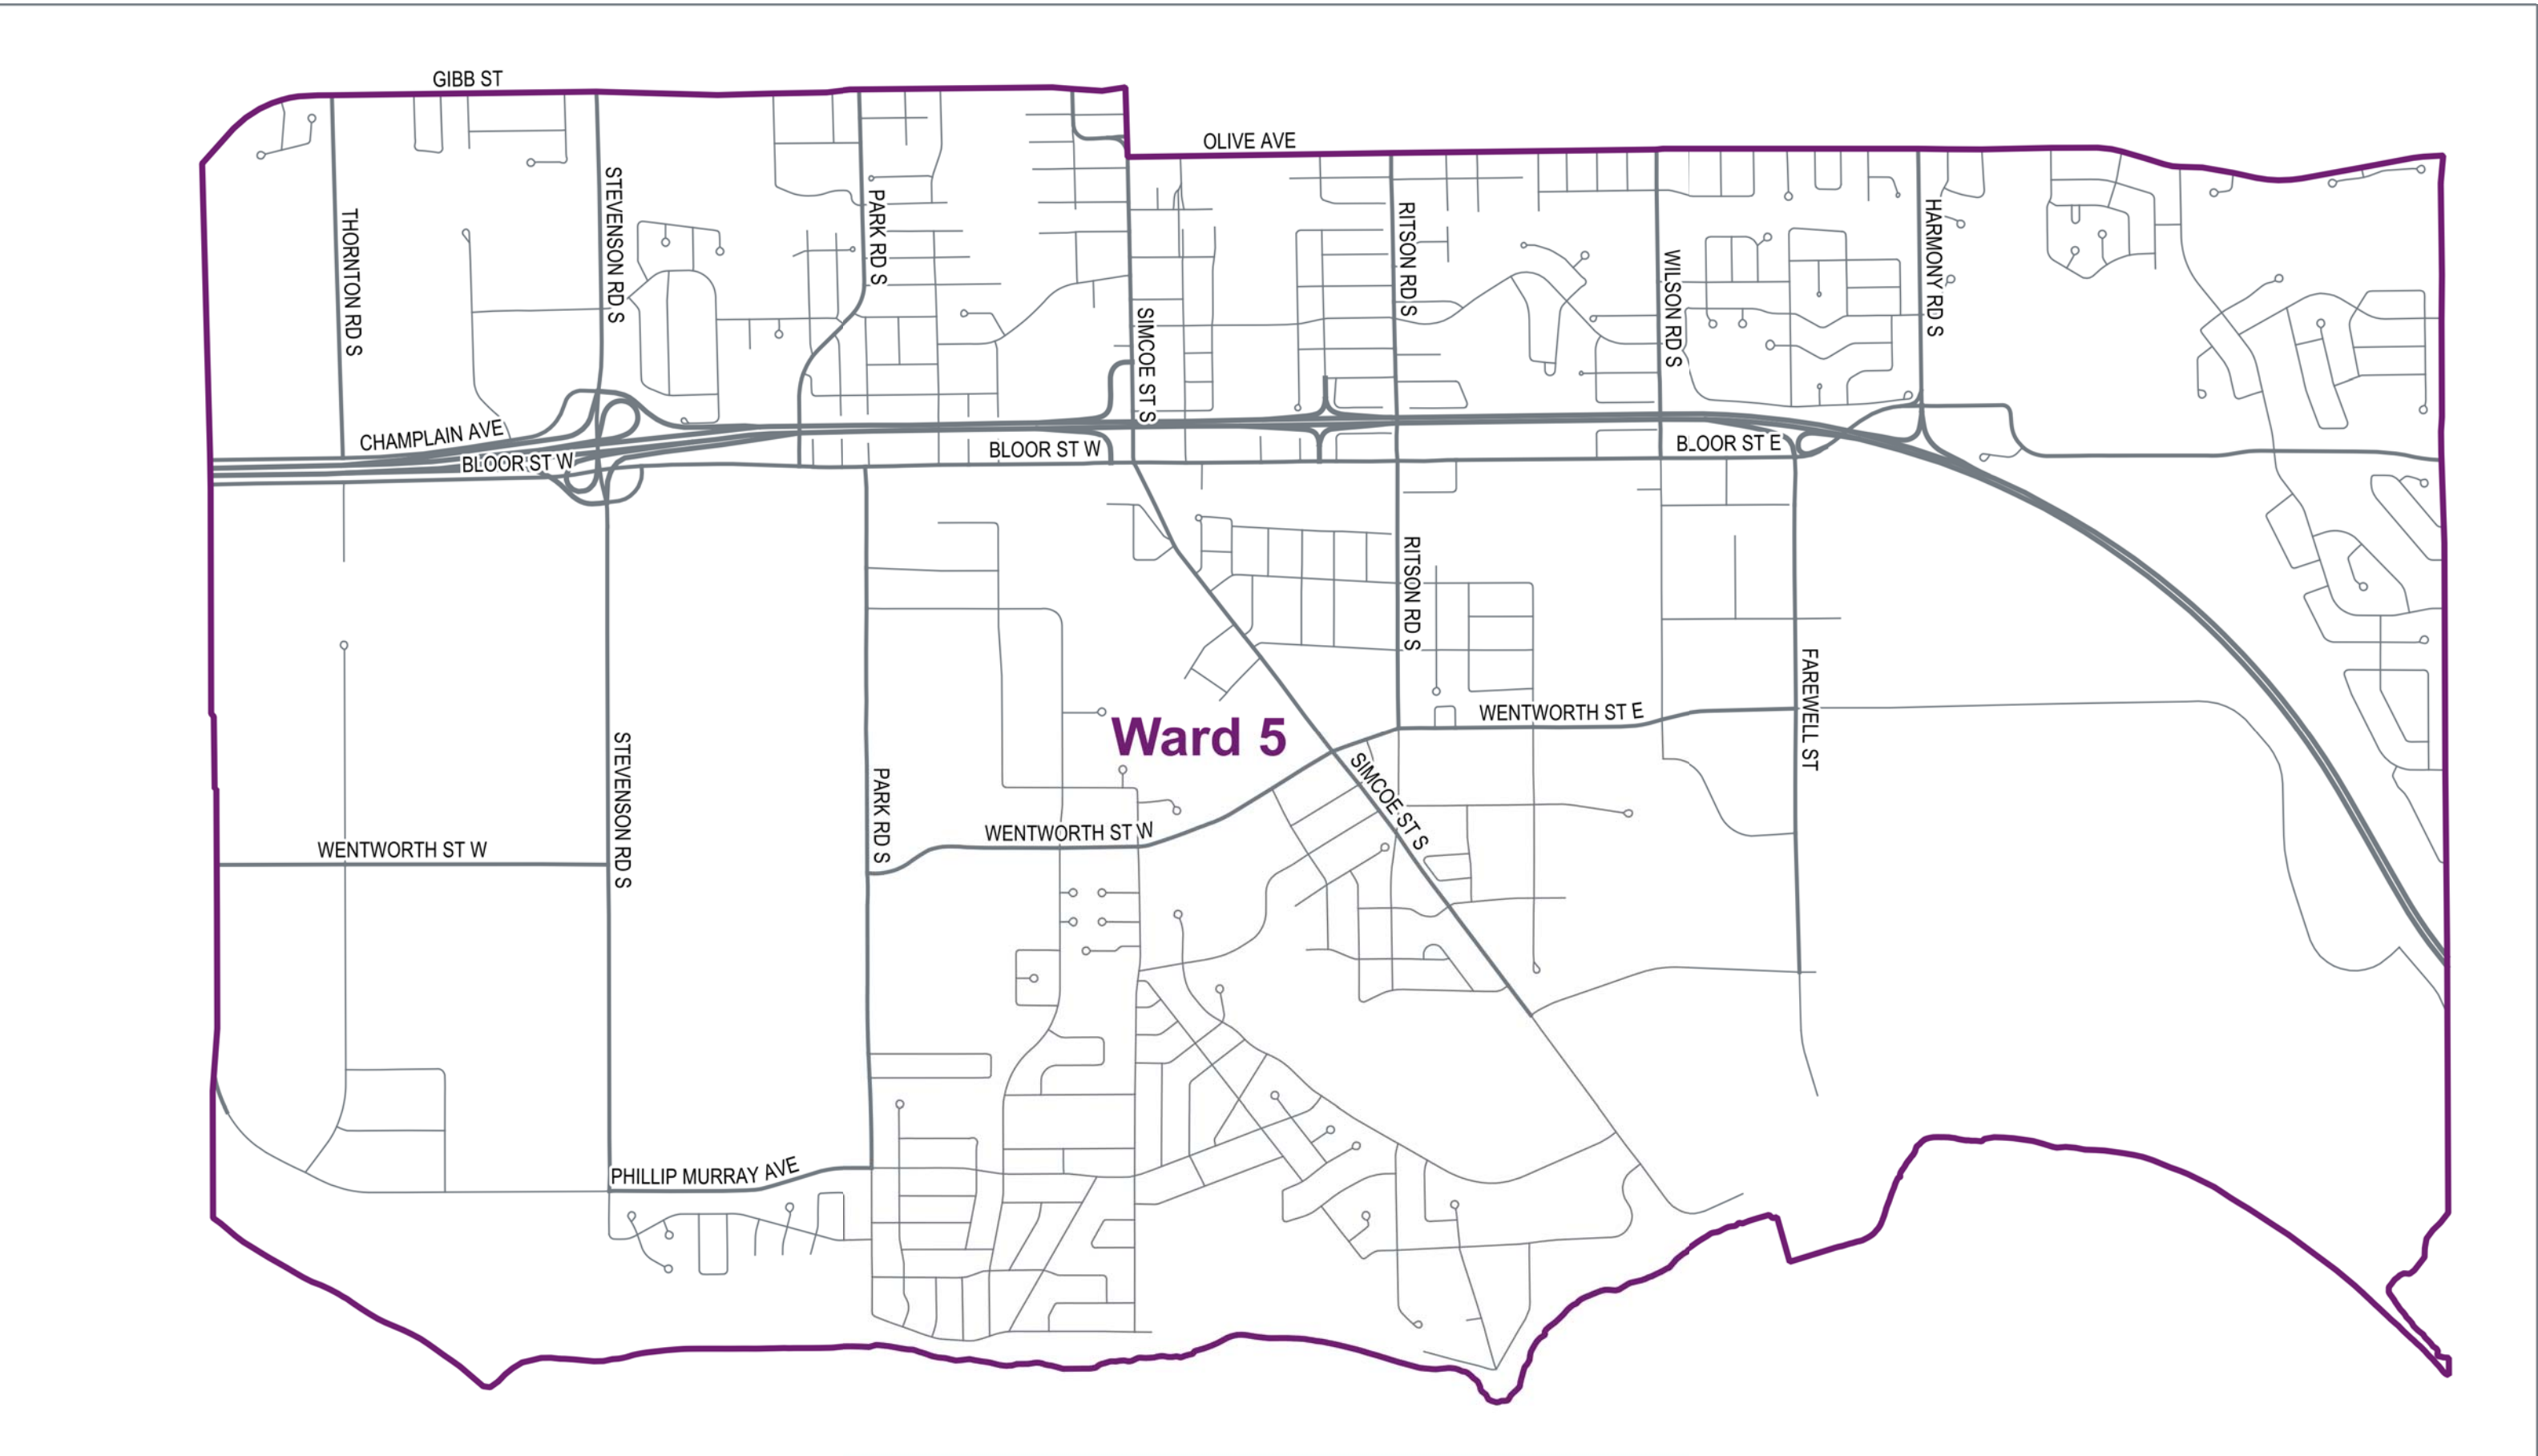 GIBB ST
OLIVE AVE
THORNTON RD S
STEVENSON RD S
PARK RD S
SIMCOE ST S
RITSON RD S
WILSON RD S
HARMONY RD S
CHAMPLAIN AVE
BLOOR ST W
BLOOR ST W
BLOOR ST E
RITSON RD S
FAREWELL ST
WENTWORTH ST E
Ward 5
STEVENSON RD S
PARK RD S
SIMCOE ST S
WENTWORTH ST W
WENTWORTH ST W
PHILLIP MURRAY AVE